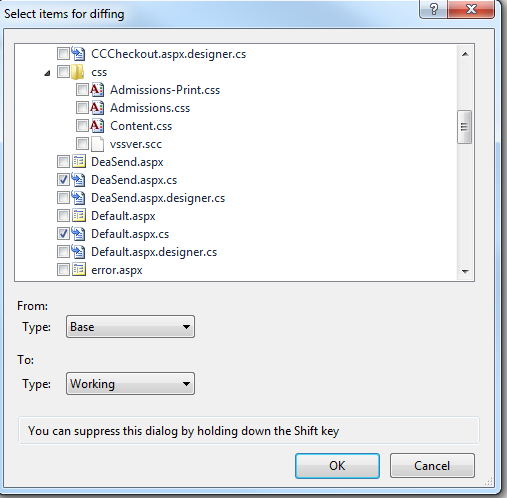 Select items for diffing
CCCheckout.aspx.designer.cs
css
Admissions-Print.css
Admissions.css
Content.css
vssver.scc
DeaSend.aspx
DeaSend.aspx.cs
DeaSend.aspx.designer.cs
Default.aspx
Default.aspx.cs
Default.aspx.designer.cs
error.aspx
From:
Type: Base
To:
Type: Working
You can suppress this dialog by holding down the Shift key
OK Cancel